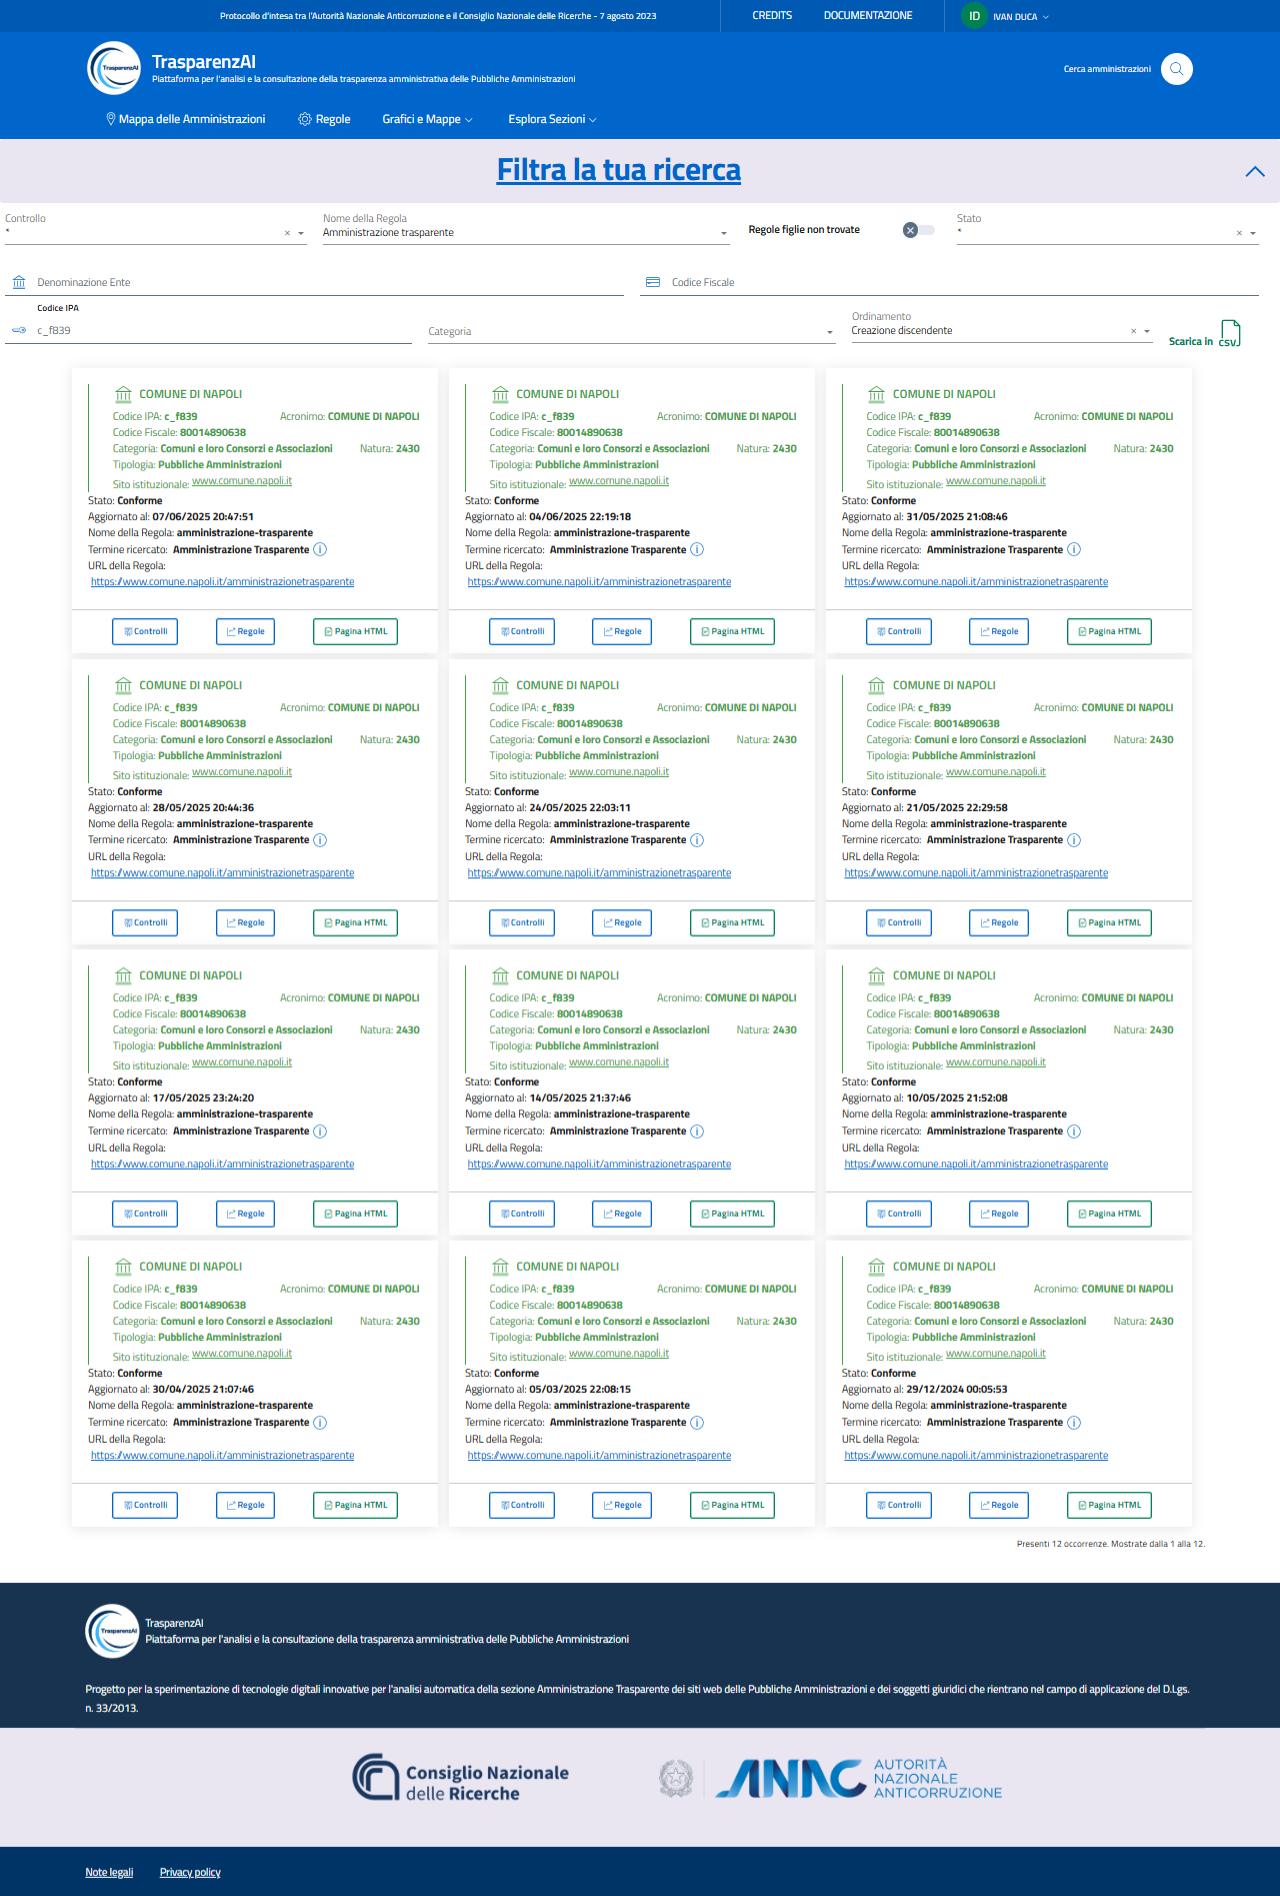 Protocollo d'intesa tra l'Autorità Nazionale Anticorruzione e il Consiglio Nazionale delle Ricerche - 7 agosto 2023
CREDITS
DOCUMENTAZIONE
ID
IVAN DUCA
TrasparenzAI
TrasparenzAI
Piattaforma per l'analisi e la consultazione della trasparenza amministrativa delle Pubbliche Amministrazioni
Cerca amministrazioni
Mappa delle Amministrazioni
Regole
Grafici e Mappe
Esplora Sezioni
Filtra la tua ricerca
Controllo
*
Nome della Regola
Amministrazione trasparente
Regole figlie non trovate
Stato
*
Denominazione Ente
Codice Fiscale
Codice IPA
c_f839
Categoria
Ordinamento
Creazione discendente
Scarica in CSV
COMUNE DI NAPOLI
Codice IPA: c_f839 Acronimo: COMUNE DI NAPOLI
Codice Fiscale: 80014890638
Categoria: Comuni e loro Consorzi e Associazioni Natura: 2430
Tipologia: Pubbliche Amministrazioni
Sito istituzionale: www.comune.napoli.it
Stato: Conforme
Aggiornato al: 07/06/2025 20:47:51
Nome della Regola: amministrazione-trasparente
Termine ricercato: Amministrazione Trasparente
URL della Regola:
https://www.comune.napoli.it/amministrazionetrasparente
Controlli Regole Pagina HTML
COMUNE DI NAPOLI
Codice IPA: c_f839 Acronimo: COMUNE DI NAPOLI
Codice Fiscale: 80014890638
Categoria: Comuni e loro Consorzi e Associazioni Natura: 2430
Tipologia: Pubbliche Amministrazioni
Sito istituzionale: www.comune.napoli.it
Stato: Conforme
Aggiornato al: 04/06/2025 22:19:18
Nome della Regola: amministrazione-trasparente
Termine ricercato: Amministrazione Trasparente
URL della Regola:
https://www.comune.napoli.it/amministrazionetrasparente
Controlli Regole Pagina HTML
COMUNE DI NAPOLI
Codice IPA: c_f839 Acronimo: COMUNE DI NAPOLI
Codice Fiscale: 80014890638
Categoria: Comuni e loro Consorzi e Associazioni Natura: 2430
Tipologia: Pubbliche Amministrazioni
Sito istituzionale: www.comune.napoli.it
Stato: Conforme
Aggiornato al: 31/05/2025 21:08:46
Nome della Regola: amministrazione-trasparente
Termine ricercato: Amministrazione Trasparente
URL della Regola:
https://www.comune.napoli.it/amministrazionetrasparente
Controlli Regole Pagina HTML
COMUNE DI NAPOLI
Codice IPA: c_f839 Acronimo: COMUNE DI NAPOLI
Codice Fiscale: 80014890638
Categoria: Comuni e loro Consorzi e Associazioni Natura: 2430
Tipologia: Pubbliche Amministrazioni
Sito istituzionale: www.comune.napoli.it
Stato: Conforme
Aggiornato al: 28/05/2025 20:44:36
Nome della Regola: amministrazione-trasparente
Termine ricercato: Amministrazione Trasparente
URL della Regola:
https://www.comune.napoli.it/amministrazionetrasparente
Controlli Regole Pagina HTML
COMUNE DI NAPOLI
Codice IPA: c_f839 Acronimo: COMUNE DI NAPOLI
Codice Fiscale: 80014890638
Categoria: Comuni e loro Consorzi e Associazioni Natura: 2430
Tipologia: Pubbliche Amministrazioni
Sito istituzionale: www.comune.napoli.it
Stato: Conforme
Aggiornato al: 24/05/2025 22:03:11
Nome della Regola: amministrazione-trasparente
Termine ricercato: Amministrazione Trasparente
URL della Regola:
https://www.comune.napoli.it/amministrazionetrasparente
Controlli Regole Pagina HTML
COMUNE DI NAPOLI
Codice IPA: c_f839 Acronimo: COMUNE DI NAPOLI
Codice Fiscale: 80014890638
Categoria: Comuni e loro Consorzi e Associazioni Natura: 2430
Tipologia: Pubbliche Amministrazioni
Sito istituzionale: www.comune.napoli.it
Stato: Conforme
Aggiornato al: 21/05/2025 22:29:58
Nome della Regola: amministrazione-trasparente
Termine ricercato: Amministrazione Trasparente
URL della Regola:
https://www.comune.napoli.it/amministrazionetrasparente
Controlli Regole Pagina HTML
COMUNE DI NAPOLI
Codice IPA: c_f839 Acronimo: COMUNE DI NAPOLI
Codice Fiscale: 80014890638
Categoria: Comuni e loro Consorzi e Associazioni Natura: 2430
Tipologia: Pubbliche Amministrazioni
Sito istituzionale: www.comune.napoli.it
Stato: Conforme
Aggiornato al: 17/05/2025 23:24:20
Nome della Regola: amministrazione-trasparente
Termine ricercato: Amministrazione Trasparente
URL della Regola:
https://www.comune.napoli.it/amministrazionetrasparente
Controlli Regole Pagina HTML
COMUNE DI NAPOLI
Codice IPA: c_f839 Acronimo: COMUNE DI NAPOLI
Codice Fiscale: 80014890638
Categoria: Comuni e loro Consorzi e Associazioni Natura: 2430
Tipologia: Pubbliche Amministrazioni
Sito istituzionale: www.comune.napoli.it
Stato: Conforme
Aggiornato al: 14/05/2025 21:37:46
Nome della Regola: amministrazione-trasparente
Termine ricercato: Amministrazione Trasparente
URL della Regola:
https://www.comune.napoli.it/amministrazionetrasparente
Controlli Regole Pagina HTML
COMUNE DI NAPOLI
Codice IPA: c_f839 Acronimo: COMUNE DI NAPOLI
Codice Fiscale: 80014890638
Categoria: Comuni e loro Consorzi e Associazioni Natura: 2430
Tipologia: Pubbliche Amministrazioni
Sito istituzionale: www.comune.napoli.it
Stato: Conforme
Aggiornato al: 10/05/2025 21:52:08
Nome della Regola: amministrazione-trasparente
Termine ricercato: Amministrazione Trasparente
URL della Regola:
https://www.comune.napoli.it/amministrazionetrasparente
Controlli Regole Pagina HTML
COMUNE DI NAPOLI
Codice IPA: c_f839 Acronimo: COMUNE DI NAPOLI
Codice Fiscale: 80014890638
Categoria: Comuni e loro Consorzi e Associazioni Natura: 2430
Tipologia: Pubbliche Amministrazioni
Sito istituzionale: www.comune.napoli.it
Stato: Conforme
Aggiornato al: 30/04/2025 21:07:46
Nome della Regola: amministrazione-trasparente
Termine ricercato: Amministrazione Trasparente
URL della Regola:
https://www.comune.napoli.it/amministrazionetrasparente
Controlli Regole Pagina HTML
COMUNE DI NAPOLI
Codice IPA: c_f839 Acronimo: COMUNE DI NAPOLI
Codice Fiscale: 80014890638
Categoria: Comuni e loro Consorzi e Associazioni Natura: 2430
Tipologia: Pubbliche Amministrazioni
Sito istituzionale: www.comune.napoli.it
Stato: Conforme
Aggiornato al: 05/03/2025 22:08:15
Nome della Regola: amministrazione-trasparente
Termine ricercato: Amministrazione Trasparente
URL della Regola:
https://www.comune.napoli.it/amministrazionetrasparente
Controlli Regole Pagina HTML
COMUNE DI NAPOLI
Codice IPA: c_f839 Acronimo: COMUNE DI NAPOLI
Codice Fiscale: 80014890638
Categoria: Comuni e loro Consorzi e Associazioni Natura: 2430
Tipologia: Pubbliche Amministrazioni
Sito istituzionale: www.comune.napoli.it
Stato: Conforme
Aggiornato al: 29/12/2024 00:05:53
Nome della Regola: amministrazione-trasparente
Termine ricercato: Amministrazione Trasparente
URL della Regola:
https://www.comune.napoli.it/amministrazionetrasparente
Controlli Regole Pagina HTML
Presenti 12 occorrenze. Mostrate dalla 1 alla 12.
TrasparenzAI
TrasparenzAI
Piattaforma per l'analisi e la consultazione della trasparenza amministrativa delle Pubbliche Amministrazioni
Progetto per la sperimentazione di tecnologie digitali innovative per l'analisi automatica della sezione Amministrazione Trasparente dei siti web delle Pubbliche Amministrazioni e dei soggetti giuridici che rientrano nel campo di applicazione del D.Lgs.
n. 33/2013.
Consiglio Nazionale
delle Ricerche
ANAC
AUTORITÀ
NAZIONALE
ANTICORRUZIONE
Note legali
Privacy policy